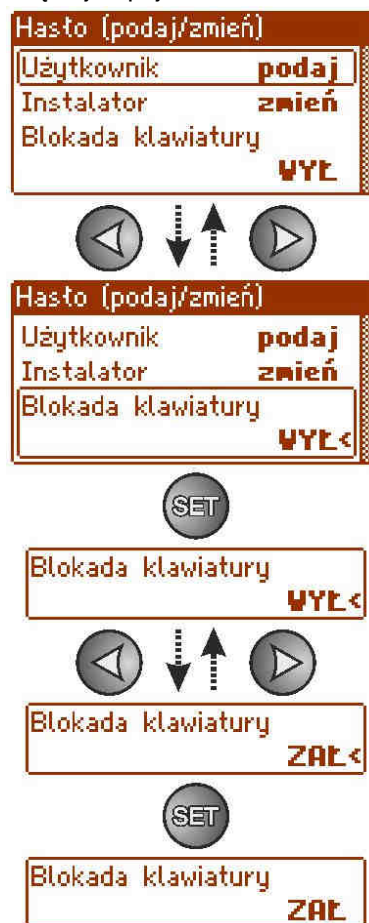 Hasło (podaj/zmień)
Użytkownik podaj
Instalator zmień
Blokada klawiatury
WYŁ
Hasło (podaj/zmień)
Użytkownik podaj
Instalator zmień
Blokada klawiatury
WYŁ<
SET
Blokada klawiatury
WYŁ<
Blokada klawiatury
ZAŁ<
SET
Blokada klawiatury
ZAŁ